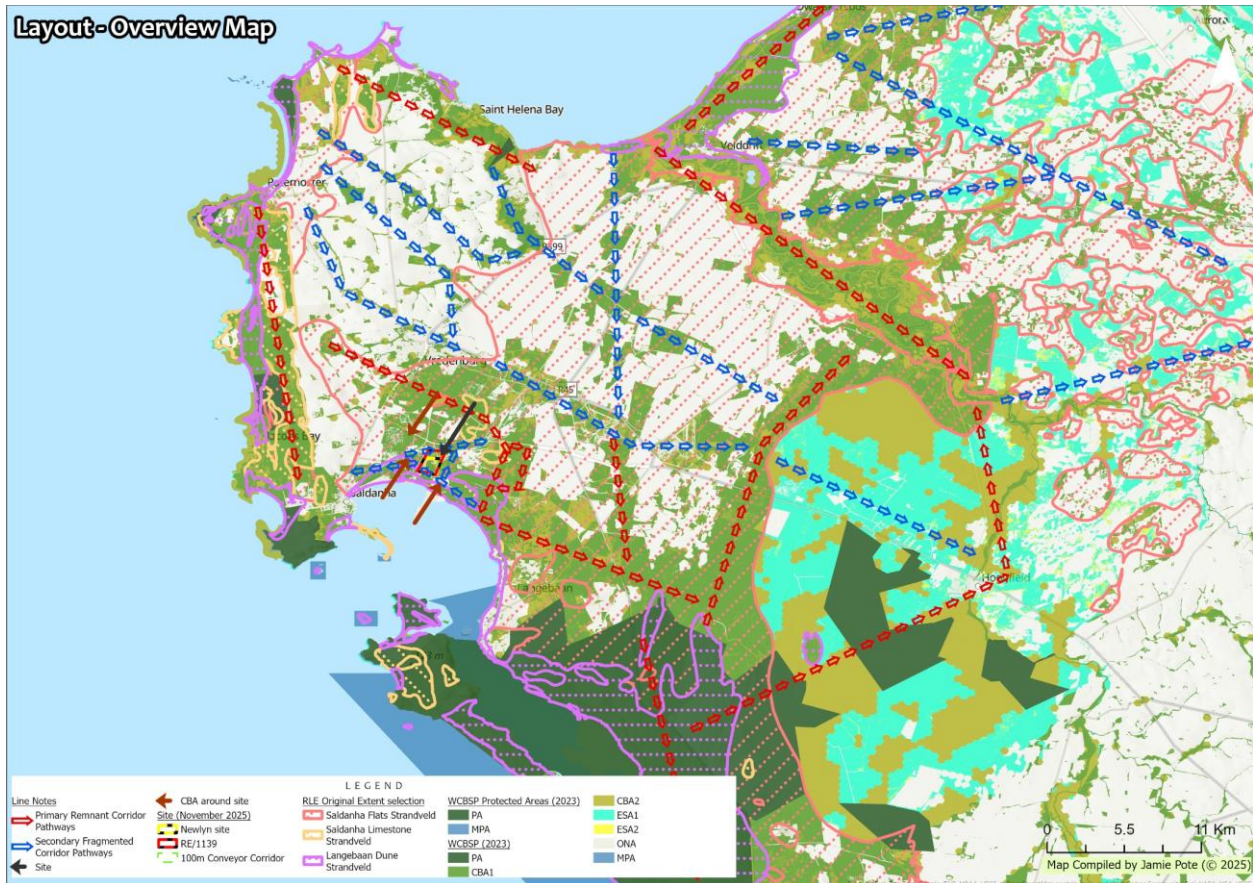 Layout - Overview Map
Aurora
Saint Helena Bay
Velddrif
Paternoster
R399
Vredenburg
R45
Jacobs Bay
Saldanha
Langebaan
Hopefield
LEGEND
Line Notes
Primary Remnant Corridor
Pathways
Secondary Fragmented
Corridor Pathways
Site
CBA around site
Site (November 2025)
Newlyn site
RE/1139
100m Conveyor Corridor
RLE Original Extent selection
Saldanha Flats Strandveld
Saldanha Limestone
Strandveld
Langebaan Dune
Strandveld
WCBSP Protected Areas (2023)
PA
MPA
WCBSP (2023)
PA
CBA1
CBA2
ESA1
ESA2
ONA
MPA
0 5.5 11 Km
Map Compiled by Jamie Pote (© 2025)